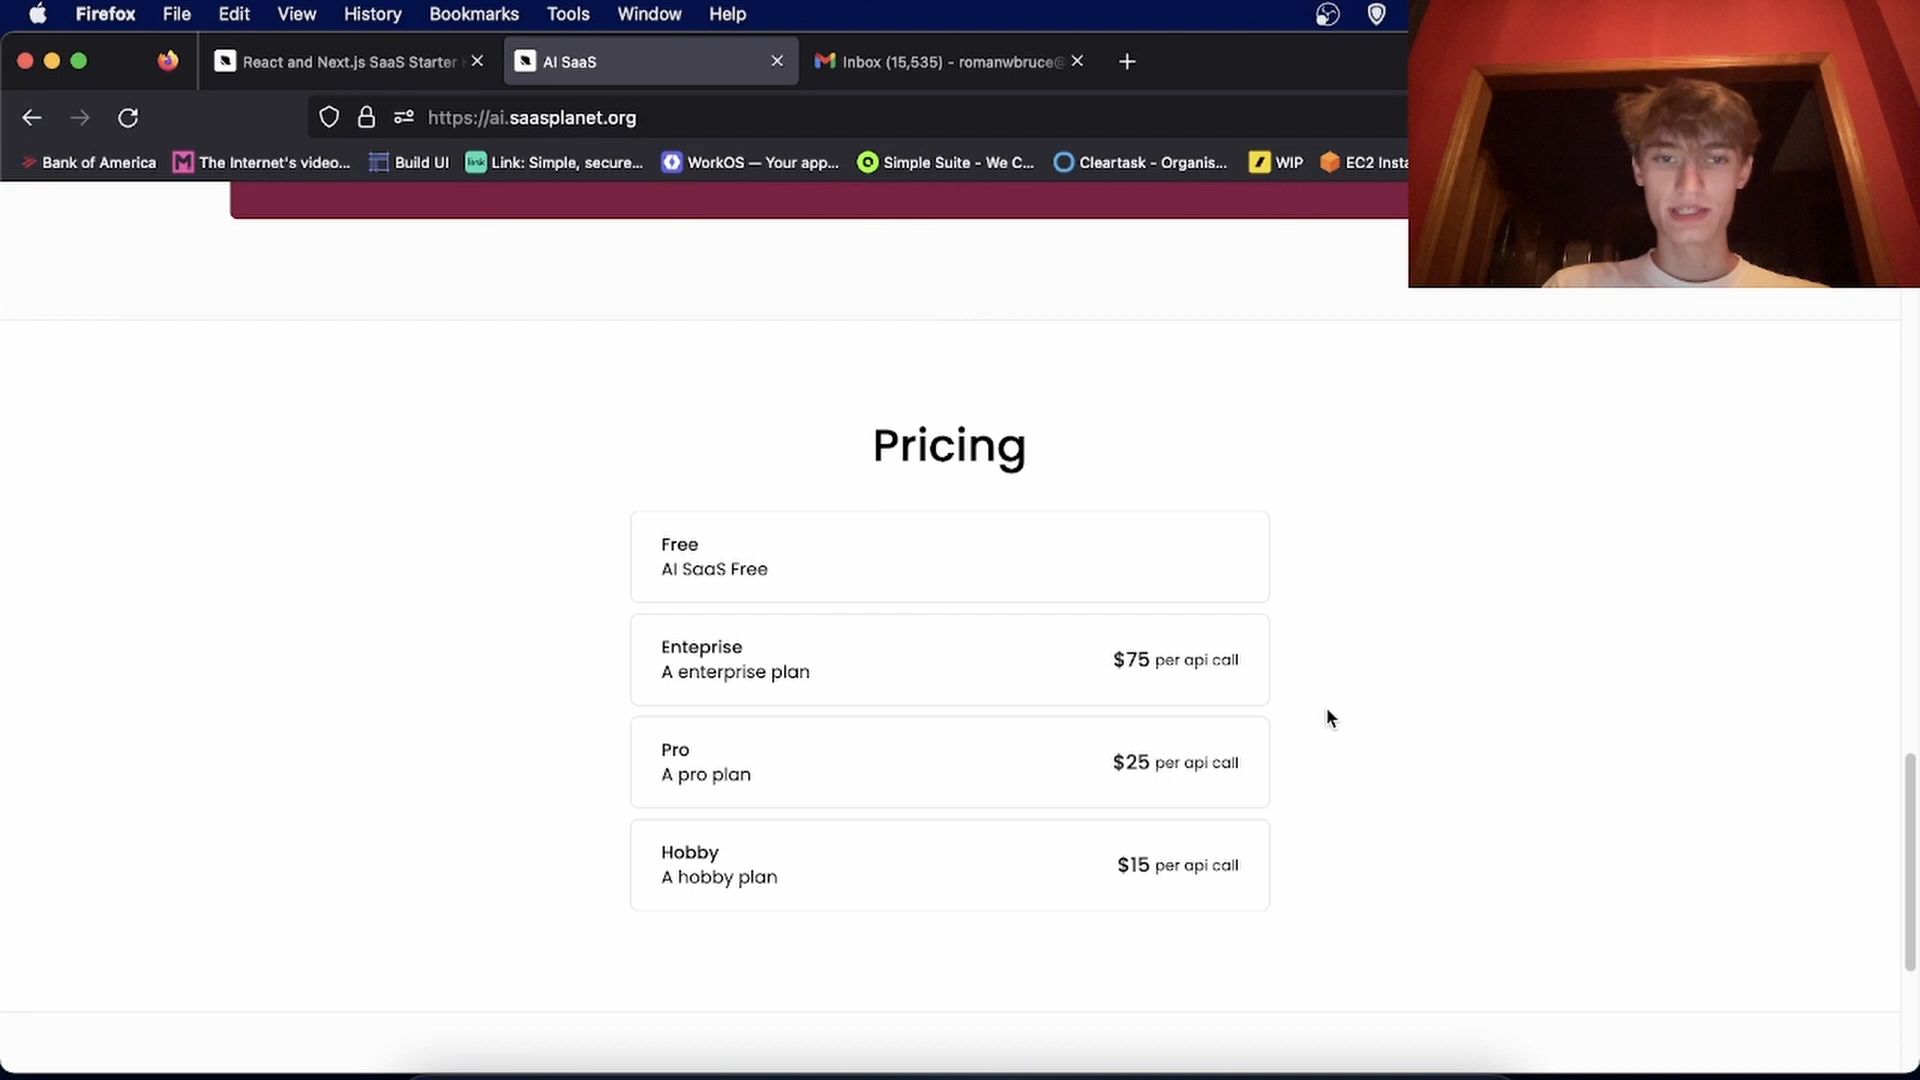 Firefox File Edit View History Bookmarks Tools Window Help
React and Next.js SaaS Starter
AI SaaS
Inbox (15,535) - romanwbruce@
https://ai.saasplanet.org
Bank of America
The Internet's video...
Build UI
Link: Simple, secure...
WorkOS — Your app...
Simple Suite - We C...
Cleartask - Organis...
WIP
EC2 Insta
Pricing
Free
AI SaaS Free
Enteprise
A enterprise plan
$75 per api call
Pro
A pro plan
$25 per api call
Hobby
A hobby plan
$15 per api call